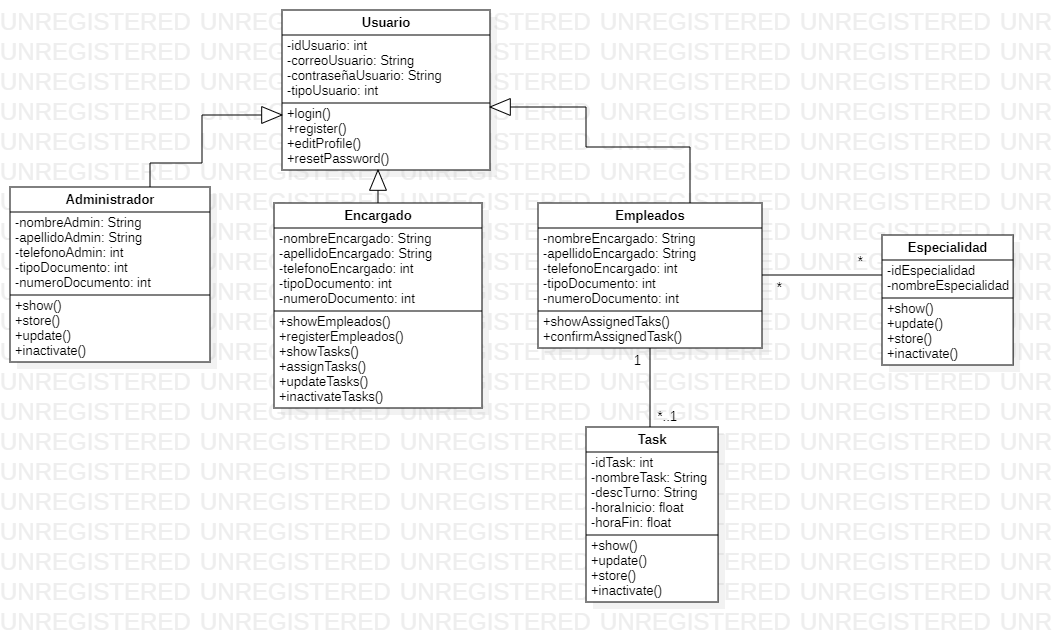 Usuario
-idUsuario: int
-correoUsuario: String
-contraseñaUsuario: String
-tipoUsuario: int
+login()
+register()
+editProfile()
+resetPassword()
Administrador
-nombreAdmin: String
-apellidoAdmin: String
-telefonoAdmin: int
-tipoDocumento: int
-numeroDocumento: int
+show()
+store()
+update()
+inactivate()
Encargado
-nombreEncargado: String
-apellidoEncargado: String
-telefonoEncargado: int
-tipoDocumento: int
-numeroDocumento: int
+showEmpleados()
+registerEmpleados()
+showTasks()
+assignTasks()
+updateTasks()
+inactivateTasks()
Empleados
-nombreEncargado: String
-apellidoEncargado: String
-telefonoEncargado: int
-tipoDocumento: int
-numeroDocumento: int
+showAssignedTaks()
+confirmAssignedTask()
*
*
Especialidad
-idEspecialidad
-nombreEspecialidad
+show()
+update()
+store()
+inactivate()
1
*..1
Task
-idTask: int
-nombreTask: String
-descTurno: String
-horaInicio: float
-horaFin: float
+show()
+update()
+store()
+inactivate()
UNREGISTERED